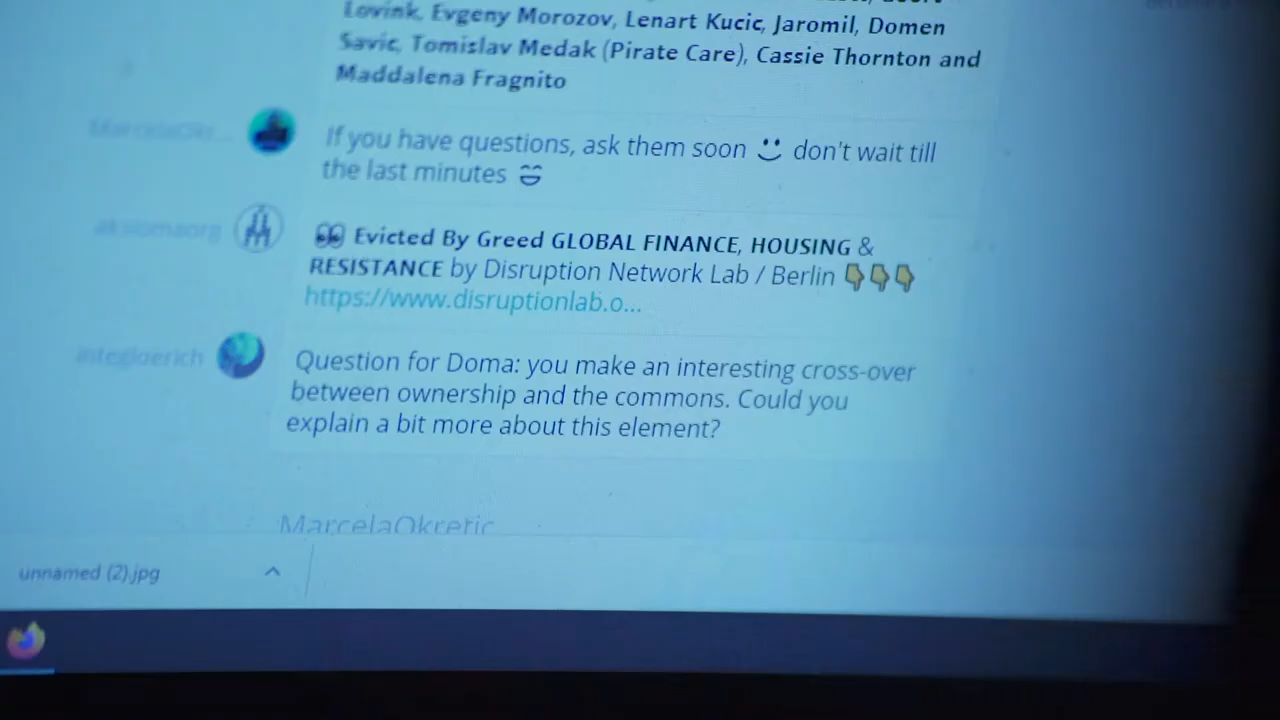 Lovink, Evgeny Morozov, Lenart Kucic, Jaromil, Domen
Savic, Tomislav Medak (Pirate Care), Cassie Thornton and
Maddalena Fragnito
MarcelaOkr...
If you have questions, ask them soon don't wait till
the last minutes
aksiomaorg
👀 Evicted By Greed GLOBAL FINANCE, HOUSING &
RESISTANCE by Disruption Network Lab / Berlin 👇👇👇
https://www.disruptionlab.o...
integloerich
Question for Doma: you make an interesting cross-over
between ownership and the commons. Could you
explain a bit more about this element?
MarcelaOkretic
unnamed (2).jpg